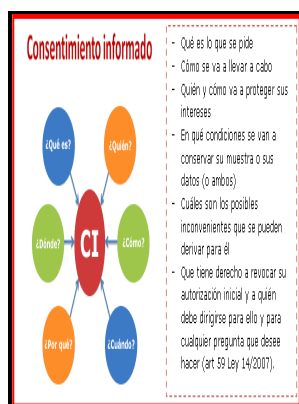 Consentimiento informado
¿Qué es?
¿Quién?
¿Dónde?
CI
¿Cómo?
¿Por qué?
¿Cuándo?
- Qué es lo que se pide
- Cómo se va a llevar a cabo
- Quién y cómo va a proteger sus
intereses
- En qué condiciones se van a
conservar su muestra o sus
datos (o ambos)
- Cuáles son los posibles
inconvenientes que se pueden
derivar para él
- Que tiene derecho a revocar su
autorización inicial y a quién
debe dirigirse para ello y para
cualquier pregunta que desee
hacer (art 59 Ley 14/2007).